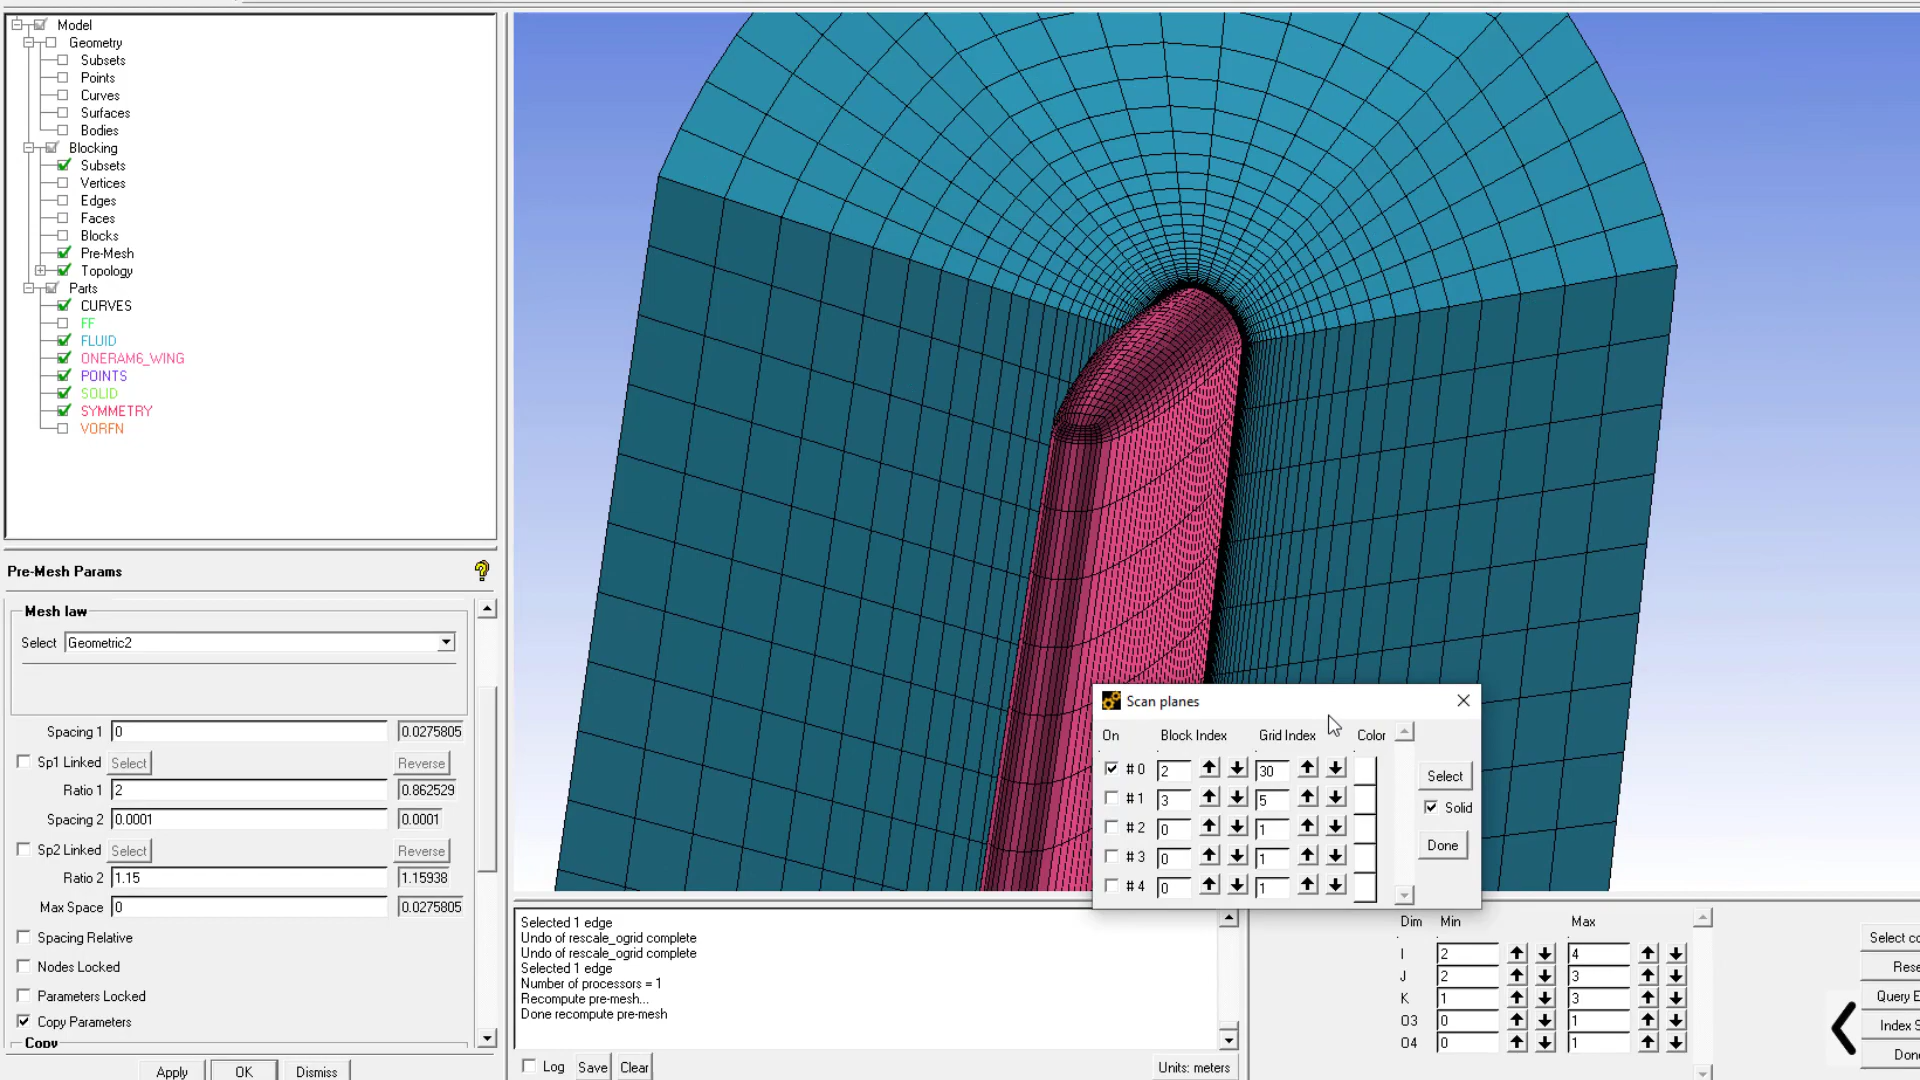 Model
Geometry
Subsets
Points
Curves
Surfaces
Bodies
Blocking
Subsets
Vertices
Edges
Faces
Blocks
Pre-Mesh
Topology
Parts
CURVES
FF
FLUID
ONERAM6_WING
POINTS
SOLID
SYMMETRY
VORFN
Pre-Mesh Params
Mesh law
Select Geometric2
Spacing 1 0 0.0275805
Sp1 Linked Select Reverse
Ratio 1 2 0.862529
Spacing 2 0.0001 0.0001
Sp2 Linked Select Reverse
Ratio 2 1.15 1.15938
Max Space 0 0.0275805
Spacing Relative
Nodes Locked
Parameters Locked
Copy Parameters
Copy
Apply OK Dismiss
Scan planes
On Block Index Grid Index Color
# 0 2 30
# 1 3 5
# 2 0 1
# 3 0 1
# 4 0 1
Select
Solid
Done
Selected 1 edge
Undo of rescale_ogrid complete
Undo of rescale_ogrid complete
Selected 1 edge
Number of processors = 1
Recompute pre-mesh...
Done recompute pre-mesh
Log Save Clear
Units: meters
Dim Min Max
I 2 4
J 2 3
K 1 3
O3 0 1
O4 0 1
Select co
Rese
Query E
Index S
Done